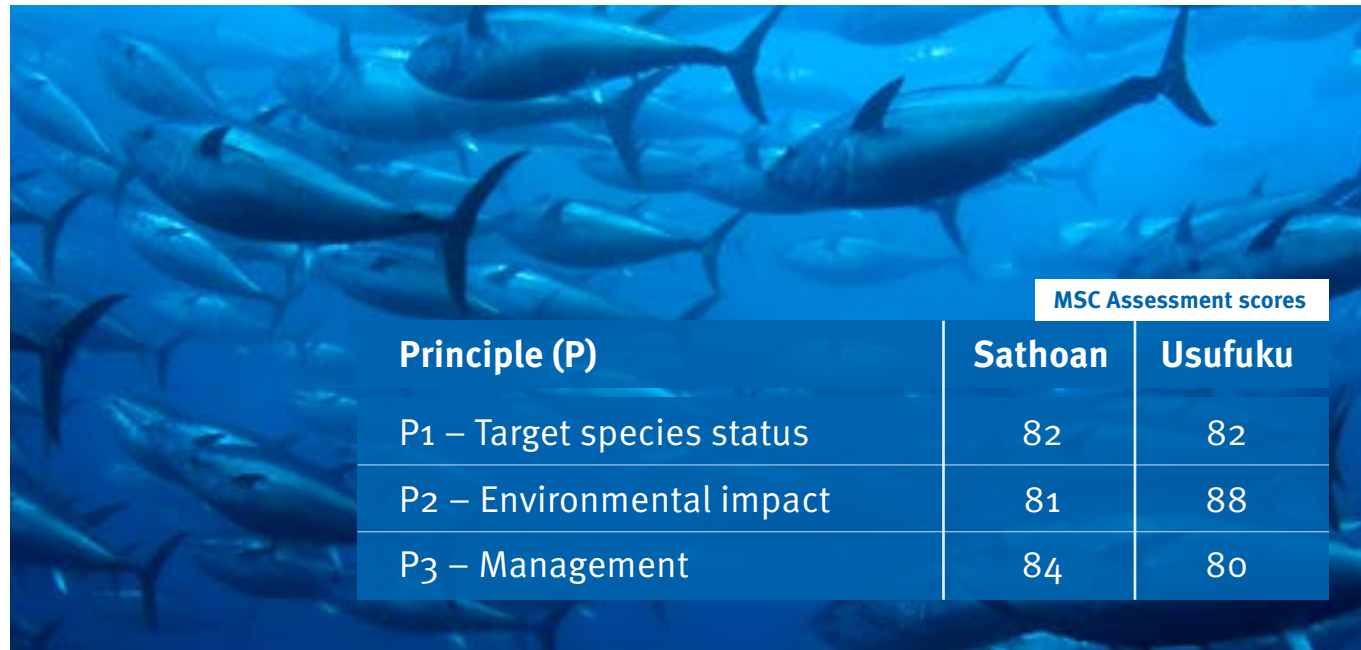 MSC Assessment scores
Principle (P) Sathoan Usufuku
P1 – Target species status 82 82
P2 – Environmental impact 81 88
P3 – Management 84 80